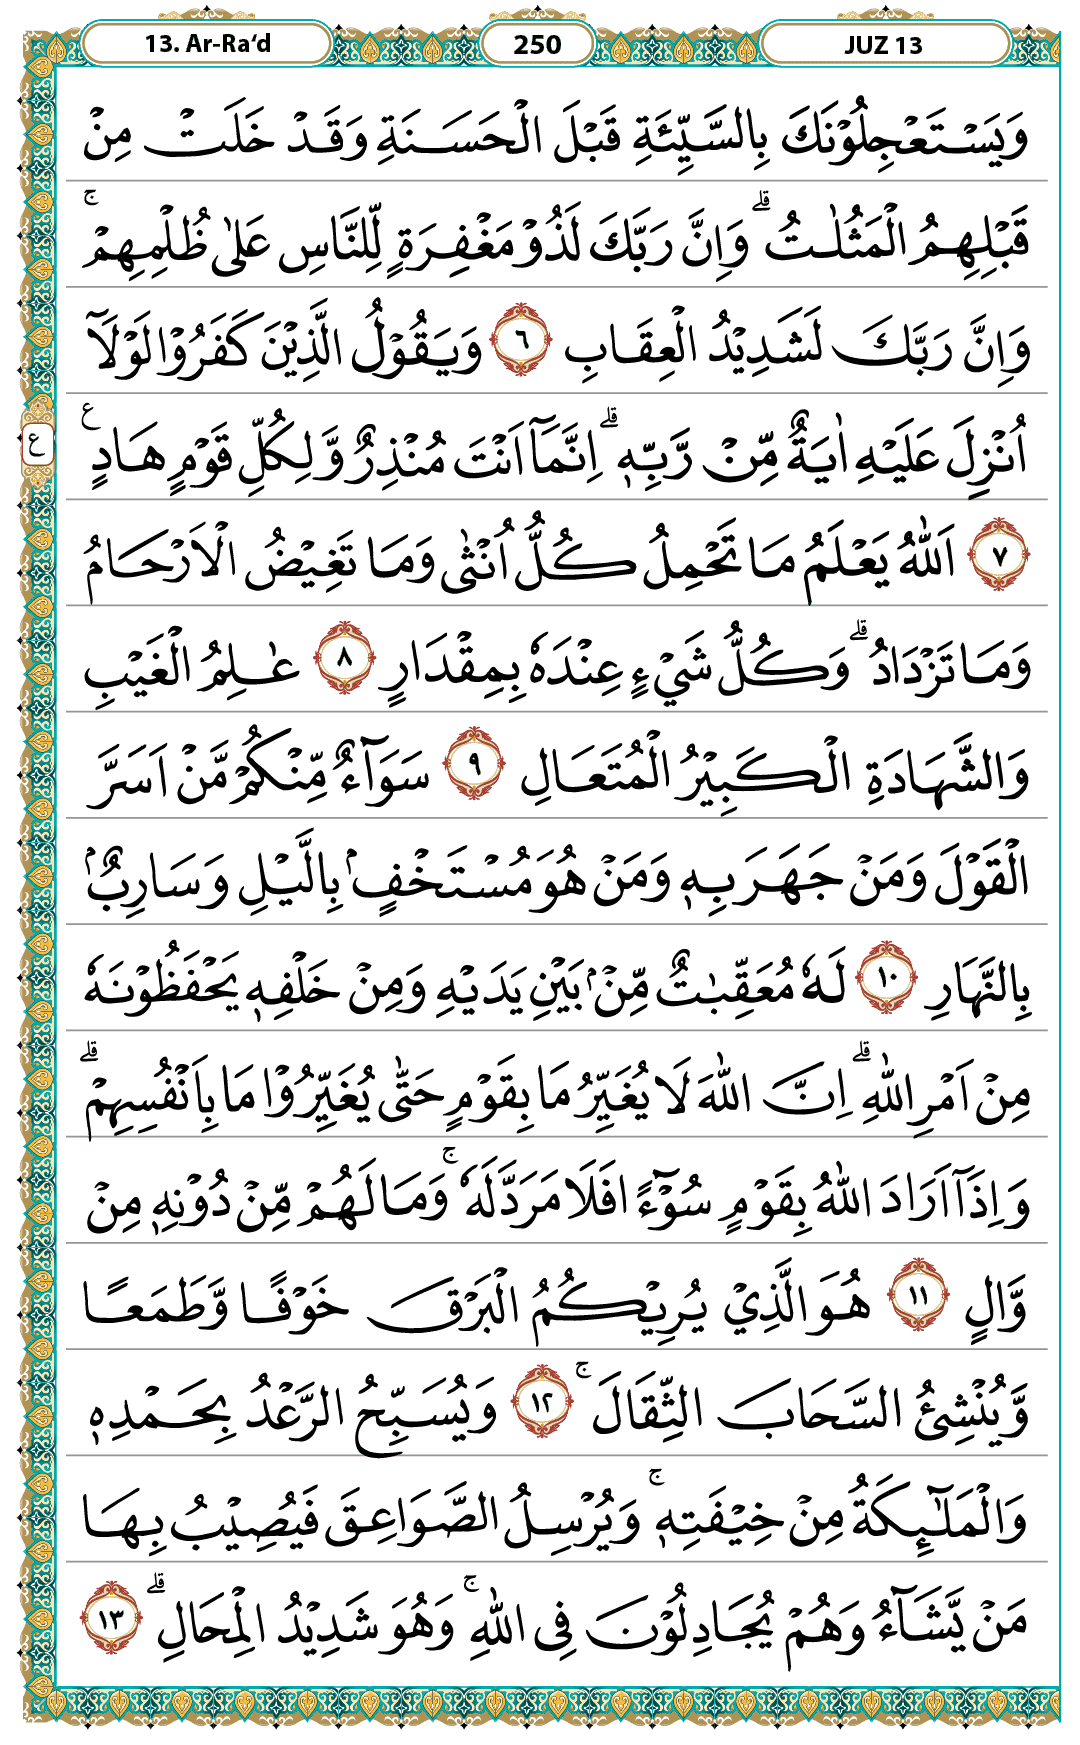 13. Ar-Ra‘d 250 JUZ 13
وَيَسْتَعْجِلُوْنَكَ بِالسَّيِّئَةِ قَبْلَ الْحَسَنَةِ وَقَدْ خَلَتْ مِنْ
قَبْلِهِمُ الْمَثُلٰتُۗ وَاِنَّ رَبَّكَ لَذُوْ مَغْفِرَةٍ لِّلنَّاسِ عَلٰى ظُلْمِهِمْۚ
وَاِنَّ رَبَّكَ لَشَدِيْدُ الْعِقَابِ ٦ وَيَقُوْلُ الَّذِيْنَ كَفَرُوْا لَوْلَآ
اُنْزِلَ عَلَيْهِ اٰيَةٌ مِّنْ رَّبِّهٖۗ اِنَّمَآ اَنْتَ مُنْذِرٌ وَّلِكُلِّ قَوْمٍ هَادٍ ع
ع
٧ اَللّٰهُ يَعْلَمُ مَا تَحْمِلُ كُلُّ اُنْثٰى وَمَا تَغِيْضُ الْاَرْحَامُ
وَمَا تَزْدَادُۗ وَكُلُّ شَيْءٍ عِنْدَهٗ بِمِقْدَارٍ ٨ عٰلِمُ الْغَيْبِ
وَالشَّهَادَةِ الْكَبِيْرُ الْمُتَعَالِ ٩ سَوَآءٌ مِّنْكُمْ مَّنْ اَسَرَّ
الْقَوْلَ وَمَنْ جَهَرَ بِهٖ وَمَنْ هُوَ مُسْتَخْفٍۢ بِالَّيْلِ وَسَارِبٌۢ
بِالنَّهَارِ ١٠ لَهٗ مُعَقِّبٰتٌ مِّنْۢ بَيْنِ يَدَيْهِ وَمِنْ خَلْفِهٖ يَحْفَظُوْنَهٗ
مِنْ اَمْرِ اللّٰهِۗ اِنَّ اللّٰهَ لَا يُغَيِّرُ مَا بِقَوْمٍ حَتّٰى يُغَيِّرُوْا مَا بِاَنْفُسِهِمْۗ
وَاِذَآ اَرَادَ اللّٰهُ بِقَوْمٍ سُوْۤءًا فَلَا مَرَدَّ لَهٗۚ وَمَا لَهُمْ مِّنْ دُوْنِهٖ مِنْ
وَّالٍ ١١ هُوَ الَّذِيْ يُرِيْكُمُ الْبَرْقَ خَوْفًا وَّطَمَعًا
وَّيُنْشِئُ السَّحَابَ الثِّقَالَۚ ١٢ وَيُسَبِّحُ الرَّعْدُ بِحَمْدِهٖ
وَالْمَلٰۤىِٕكَةُ مِنْ خِيْفَتِهٖۚ وَيُرْسِلُ الصَّوَاعِقَ فَيُصِيْبُ بِهَا
مَنْ يَّشَاۤءُ وَهُمْ يُجَادِلُوْنَ فِى اللّٰهِۚ وَهُوَ شَدِيْدُ الْمِحَالِۗ ١٣